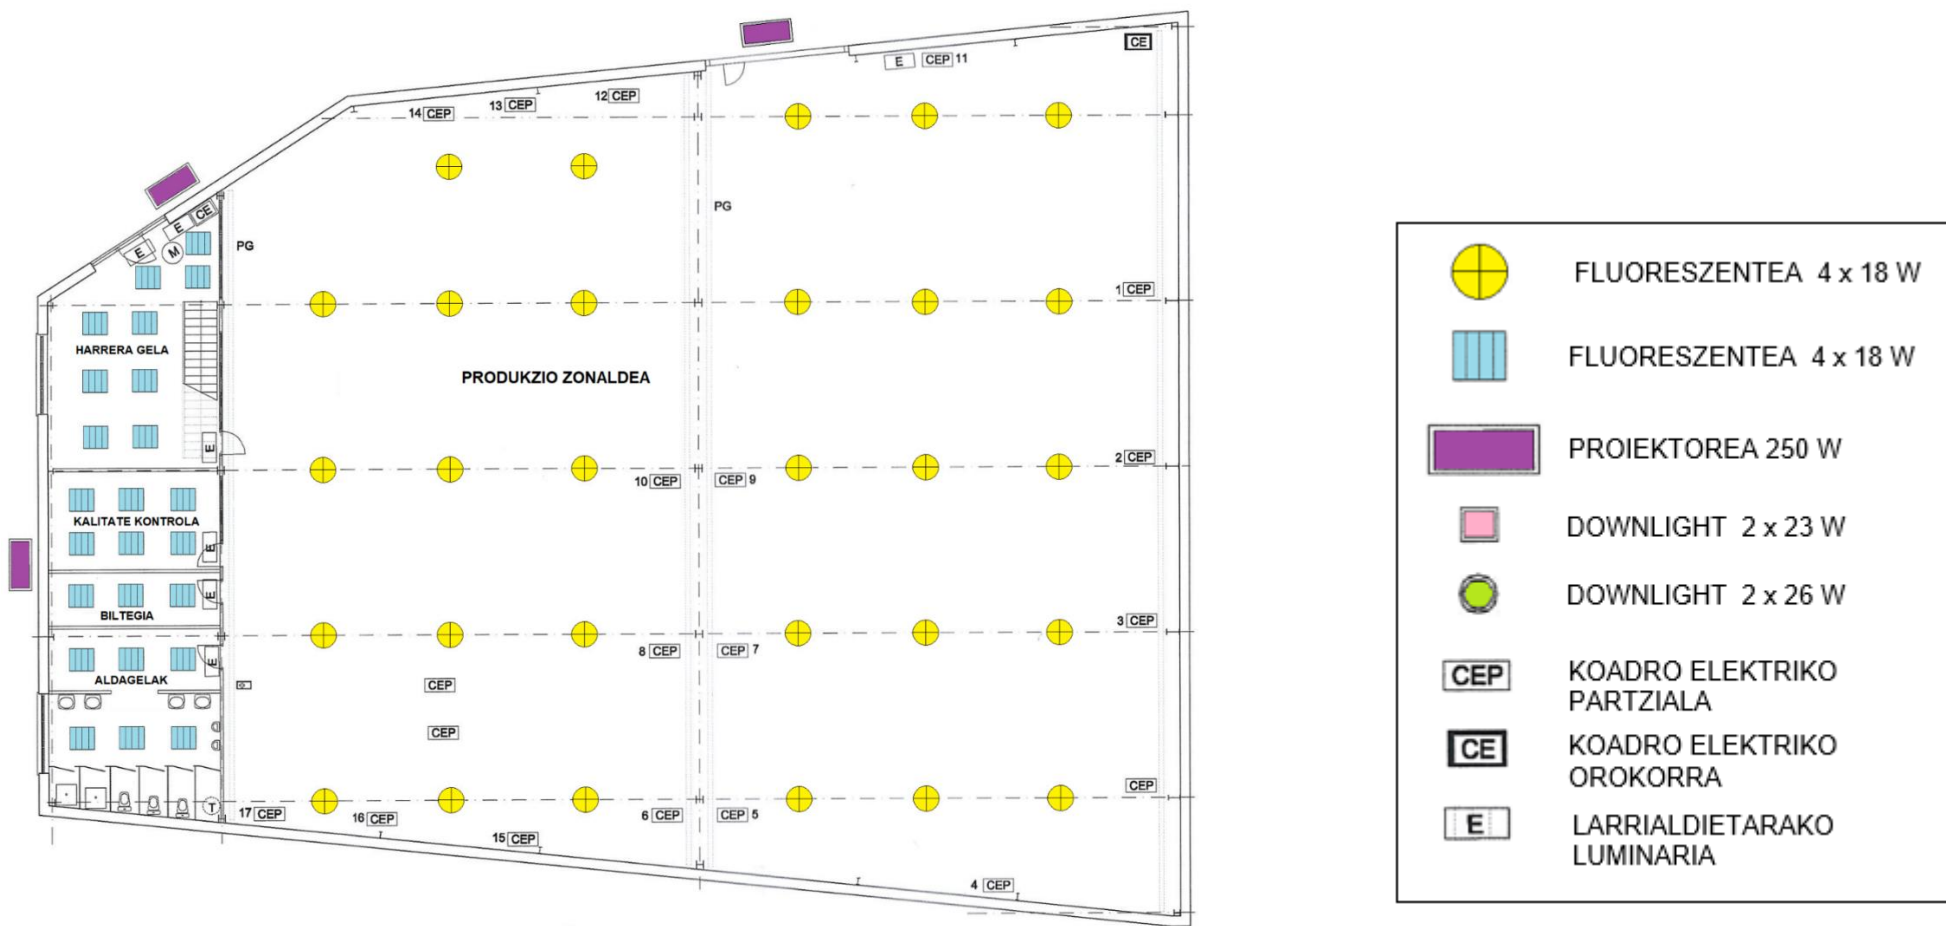 CE
E CEP 11
12 CEP
13 CEP
14 CEP
PG
CE
E
E
M
PG
1 CEP
HARRERA GELA
PRODUKZIO ZONALDEA
E
2 CEP
10 CEP
CEP 9
KALITATE KONTROLA
E
E
BILTEGIA
3 CEP
8 CEP
CEP 7
E
ALDAGELAK
CEP
CEP
CEP
T
17 CEP
16 CEP
15 CEP
6 CEP
CEP 5
4 CEP
FLUORESZENTEA 4 x 18 W
FLUORESZENTEA 4 x 18 W
PROIEKTOREA 250 W
DOWNLIGHT 2 x 23 W
DOWNLIGHT 2 x 26 W
CEP KOADRO ELEKTRIKO
PARTZIALA
CE KOADRO ELEKTRIKO
OROKORRA
E LARRIALDIETARAKO
LUMINARIA